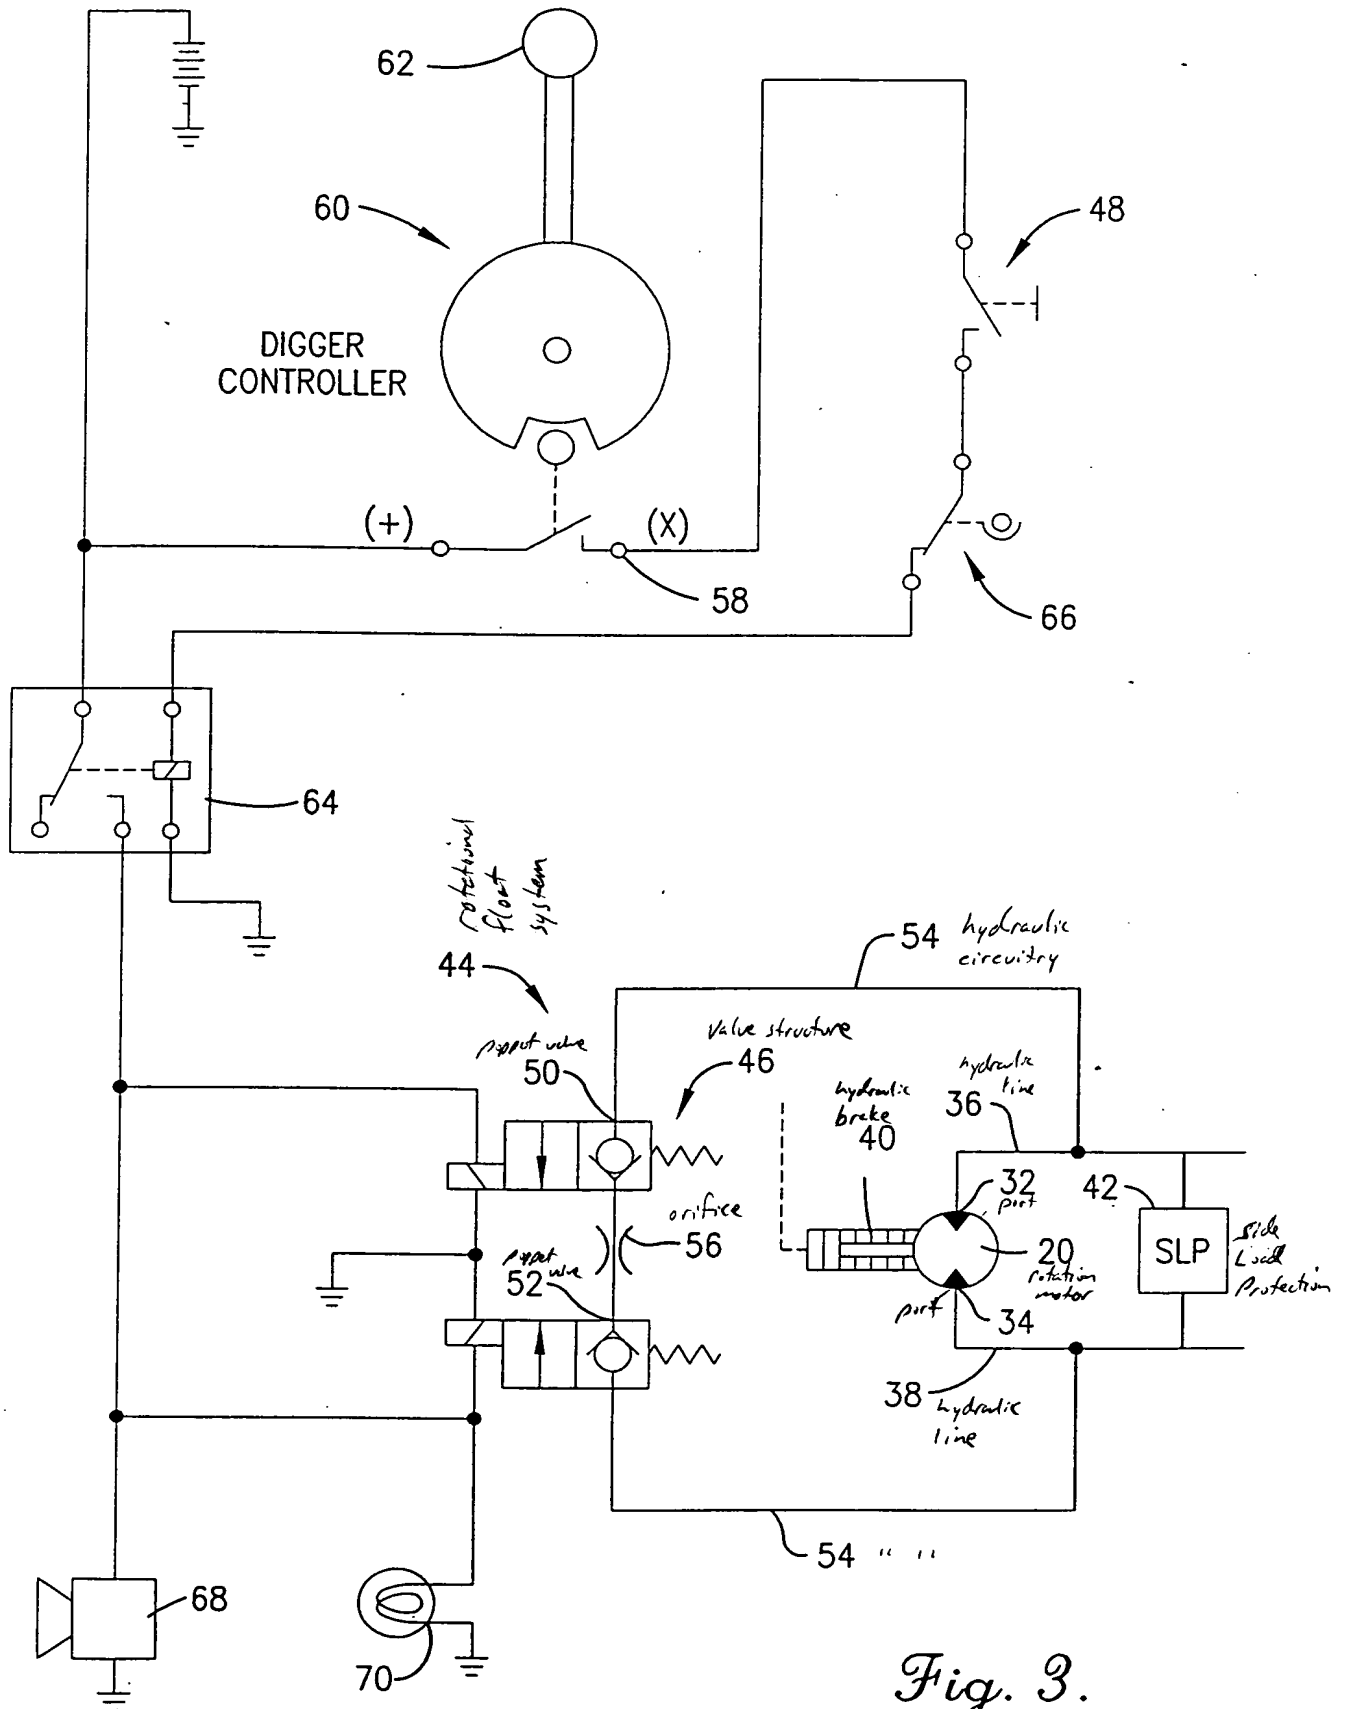 62
60
48
DIGGER
CONTROLLER
(+)
(X)
58
66
64
rotational
float
system
44
54 hydraulic
circuitry
poppet valve
50
valve structure
46
hydraulic
line
36
hydraulic
brake
40
32
port
42
orifice
56
SLP
side
Load
Protection
20
rotation
motor
poppet
valve
52
port
34
38 hydraulic
line
54 " "
68
70
Fig. 3.